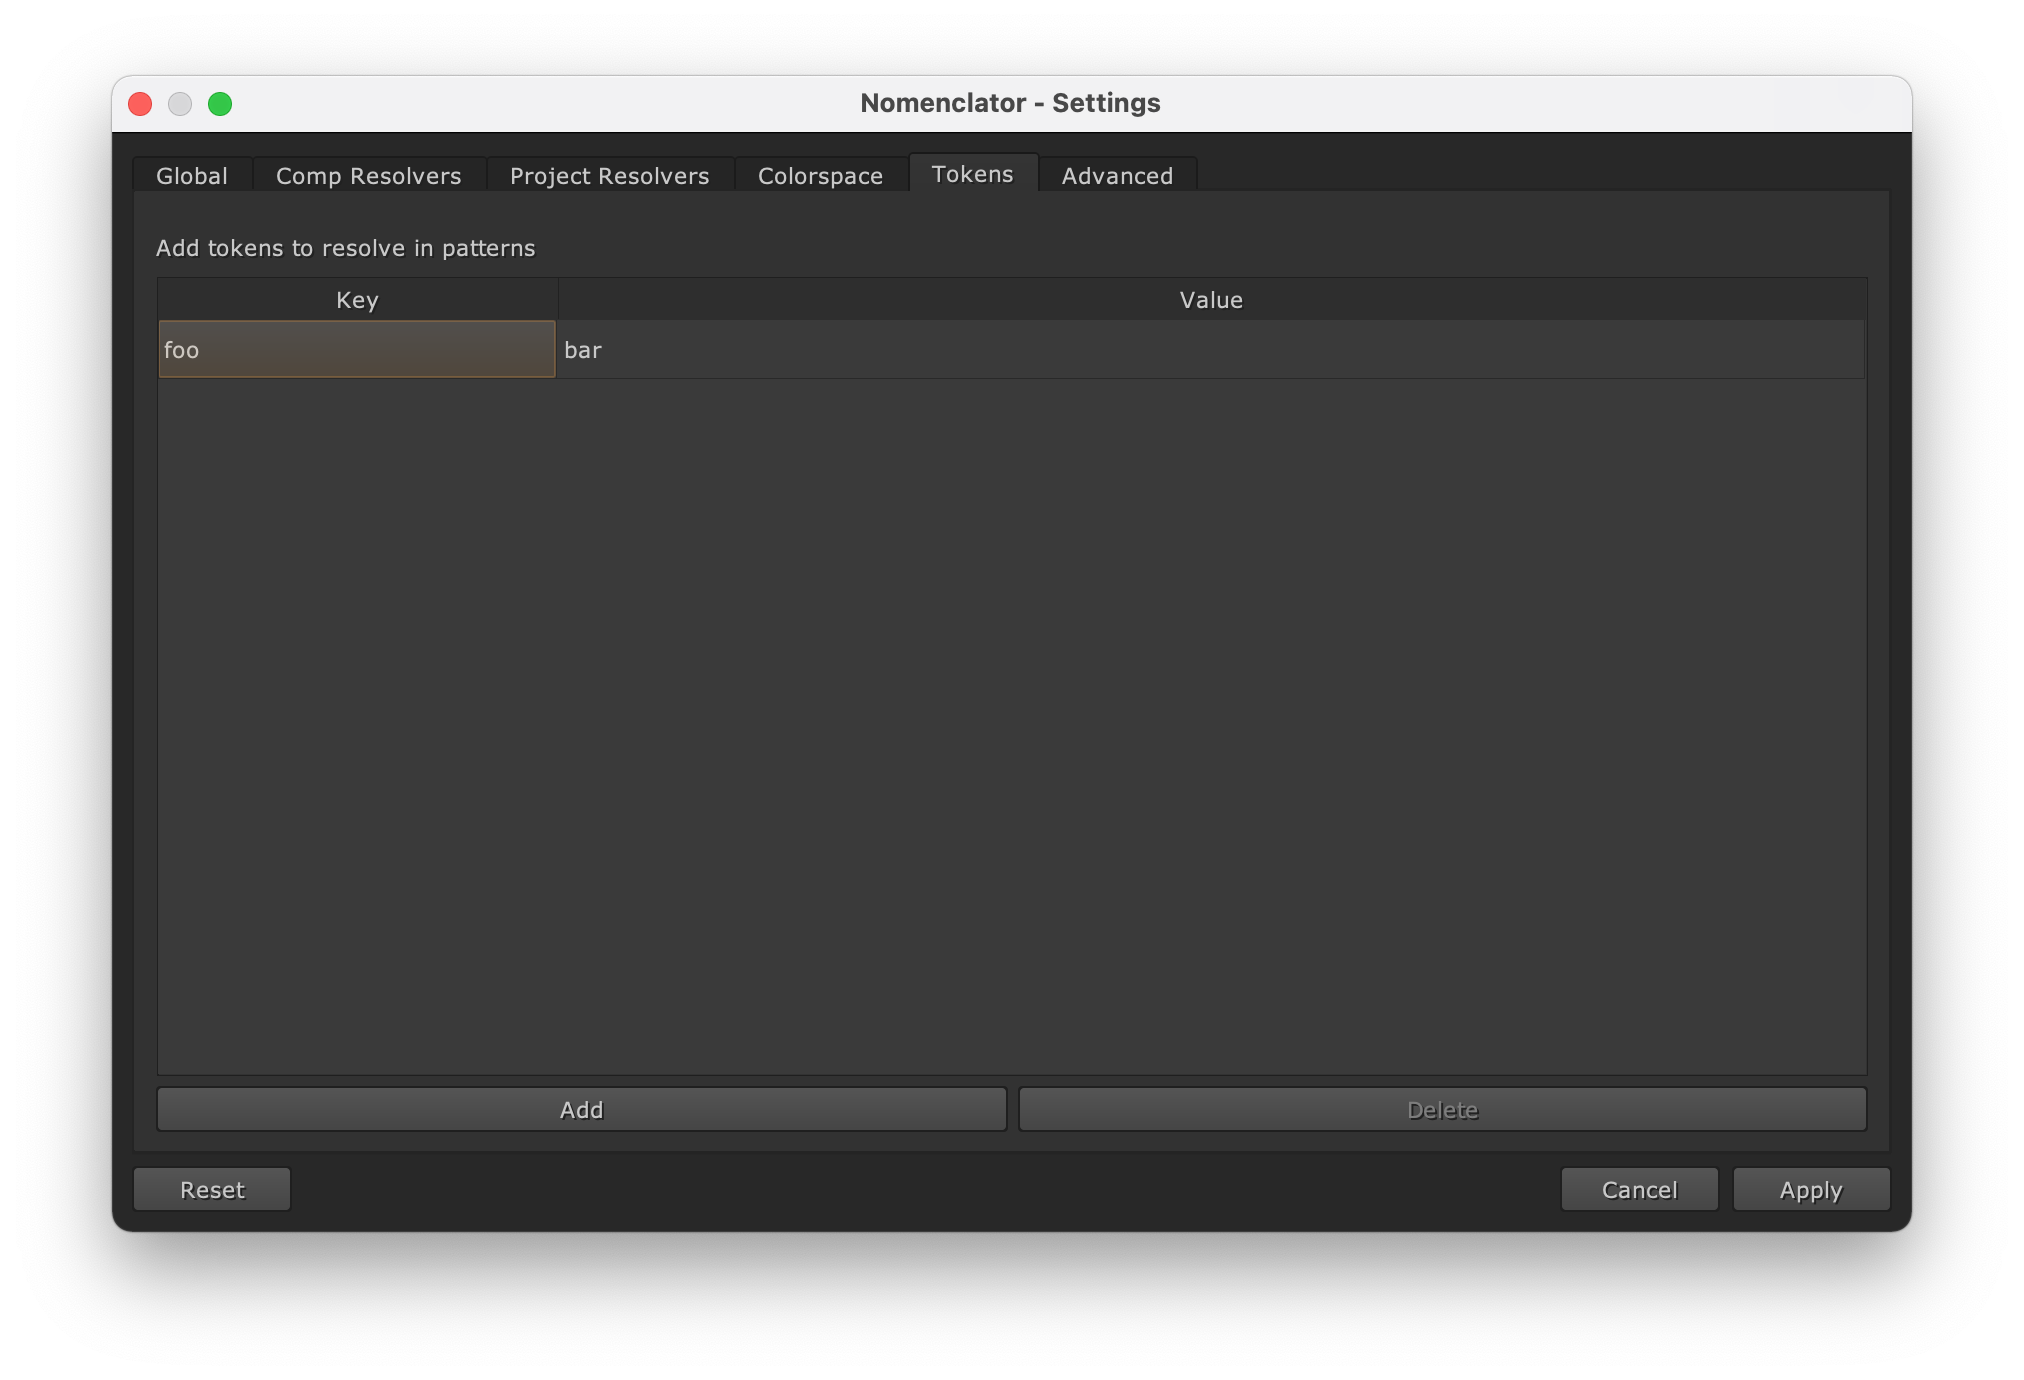 Nomenclator - Settings
Global Comp Resolvers Project Resolvers Colorspace Tokens Advanced
Add tokens to resolve in patterns
Key Value
foo bar
Add Delete
Reset Cancel Apply